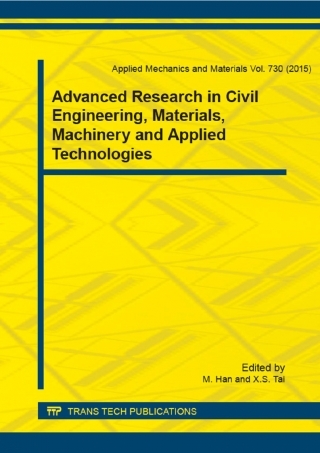 Applied Mechanics and Materials Vol. 730 (2015)
Advanced Research in Civil
Engineering, Materials,
Machinery and Applied
Technologies
Edited by
M. Han and X.S. Tai
TTP TRANS TECH PUBLICATIONS